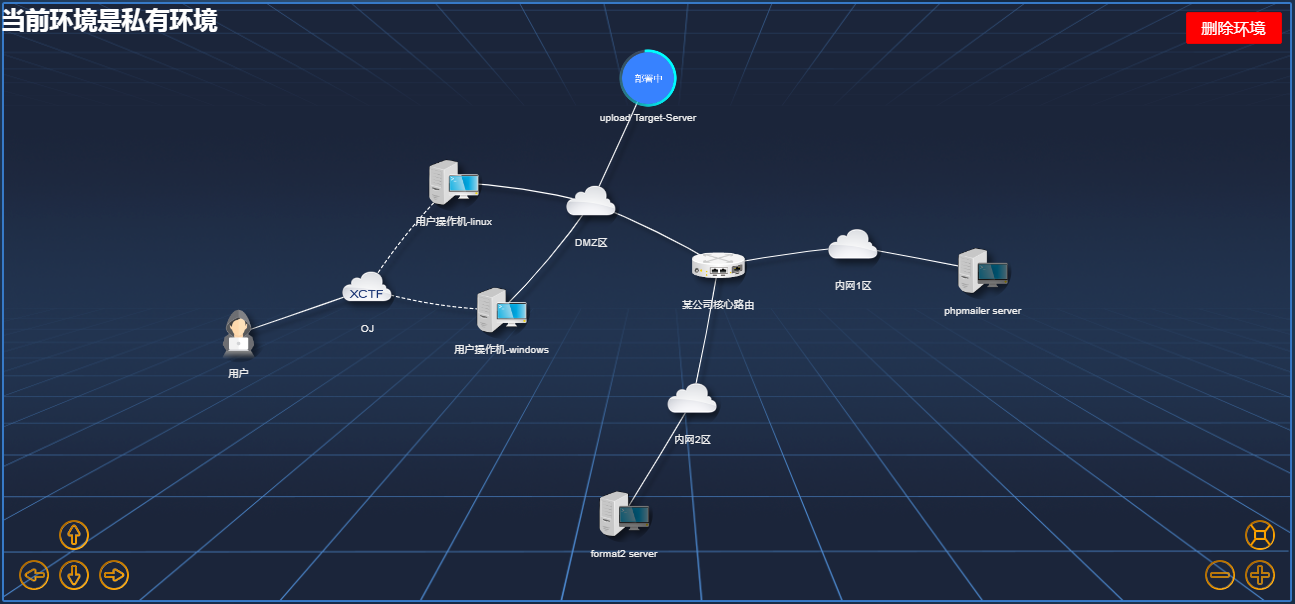 当前环境是私有环境
删除环境
部署中
upload Target-Server
用户操作机-linux
DMZ区
XCTF
OJ
用户
用户操作机-windows
某公司核心路由
内网1区
phpmailer server
内网2区
format2 server